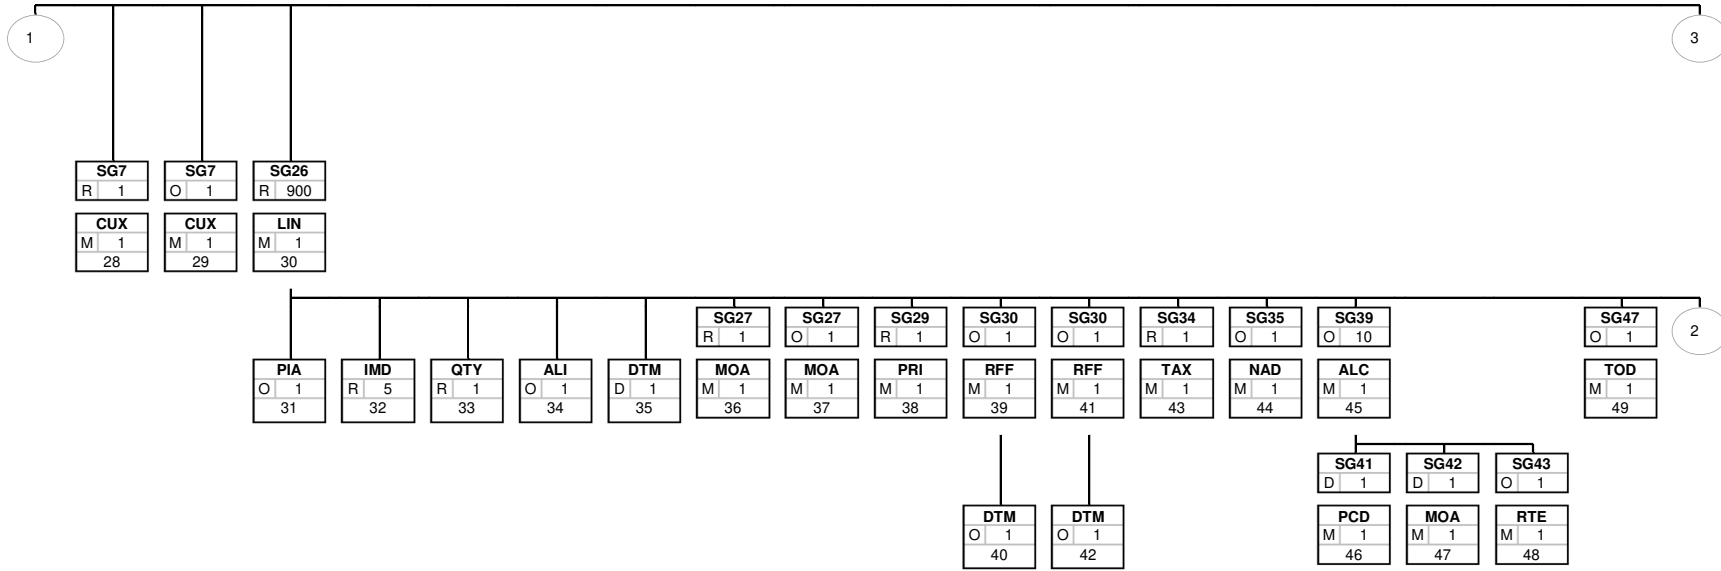 1
3
SG7 SG7 SG26
R 1 O 1 R 900
CUX CUX LIN
M 1 M 1 M 1
28 29 30
SG27 SG27 SG29 SG30 SG30 SG34 SG35 SG39 SG47
R 1 O 1 R 1 O 1 O 1 R 1 O 1 O 10 O 1
2
PIA IMD QTY ALI DTM MOA MOA PRI RFF RFF TAX NAD ALC TOD
O 1 R 5 R 1 O 1 D 1 M 1 M 1 M 1 M 1 M 1 M 1 M 1 M 1 M 1
31 32 33 34 35 36 37 38 39 41 43 44 45 49
SG41 SG42 SG43
D 1 D 1 O 1
DTM DTM PCD MOA RTE
O 1 O 1 M 1 M 1 M 1
40 42 46 47 48